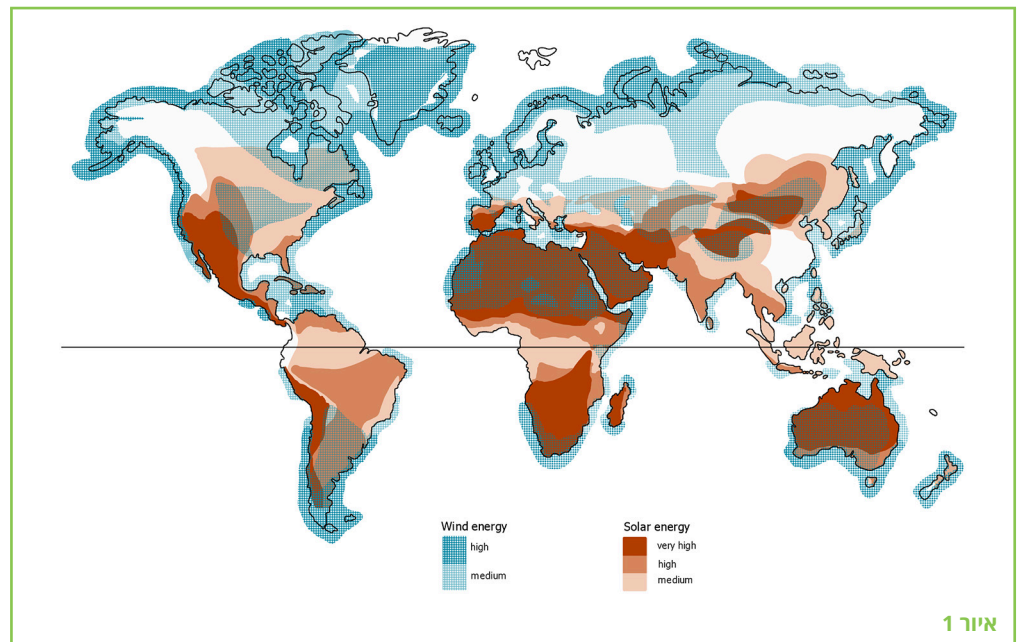 Wind energy
high
medium
Solar energy
very high
high
medium
איור 1